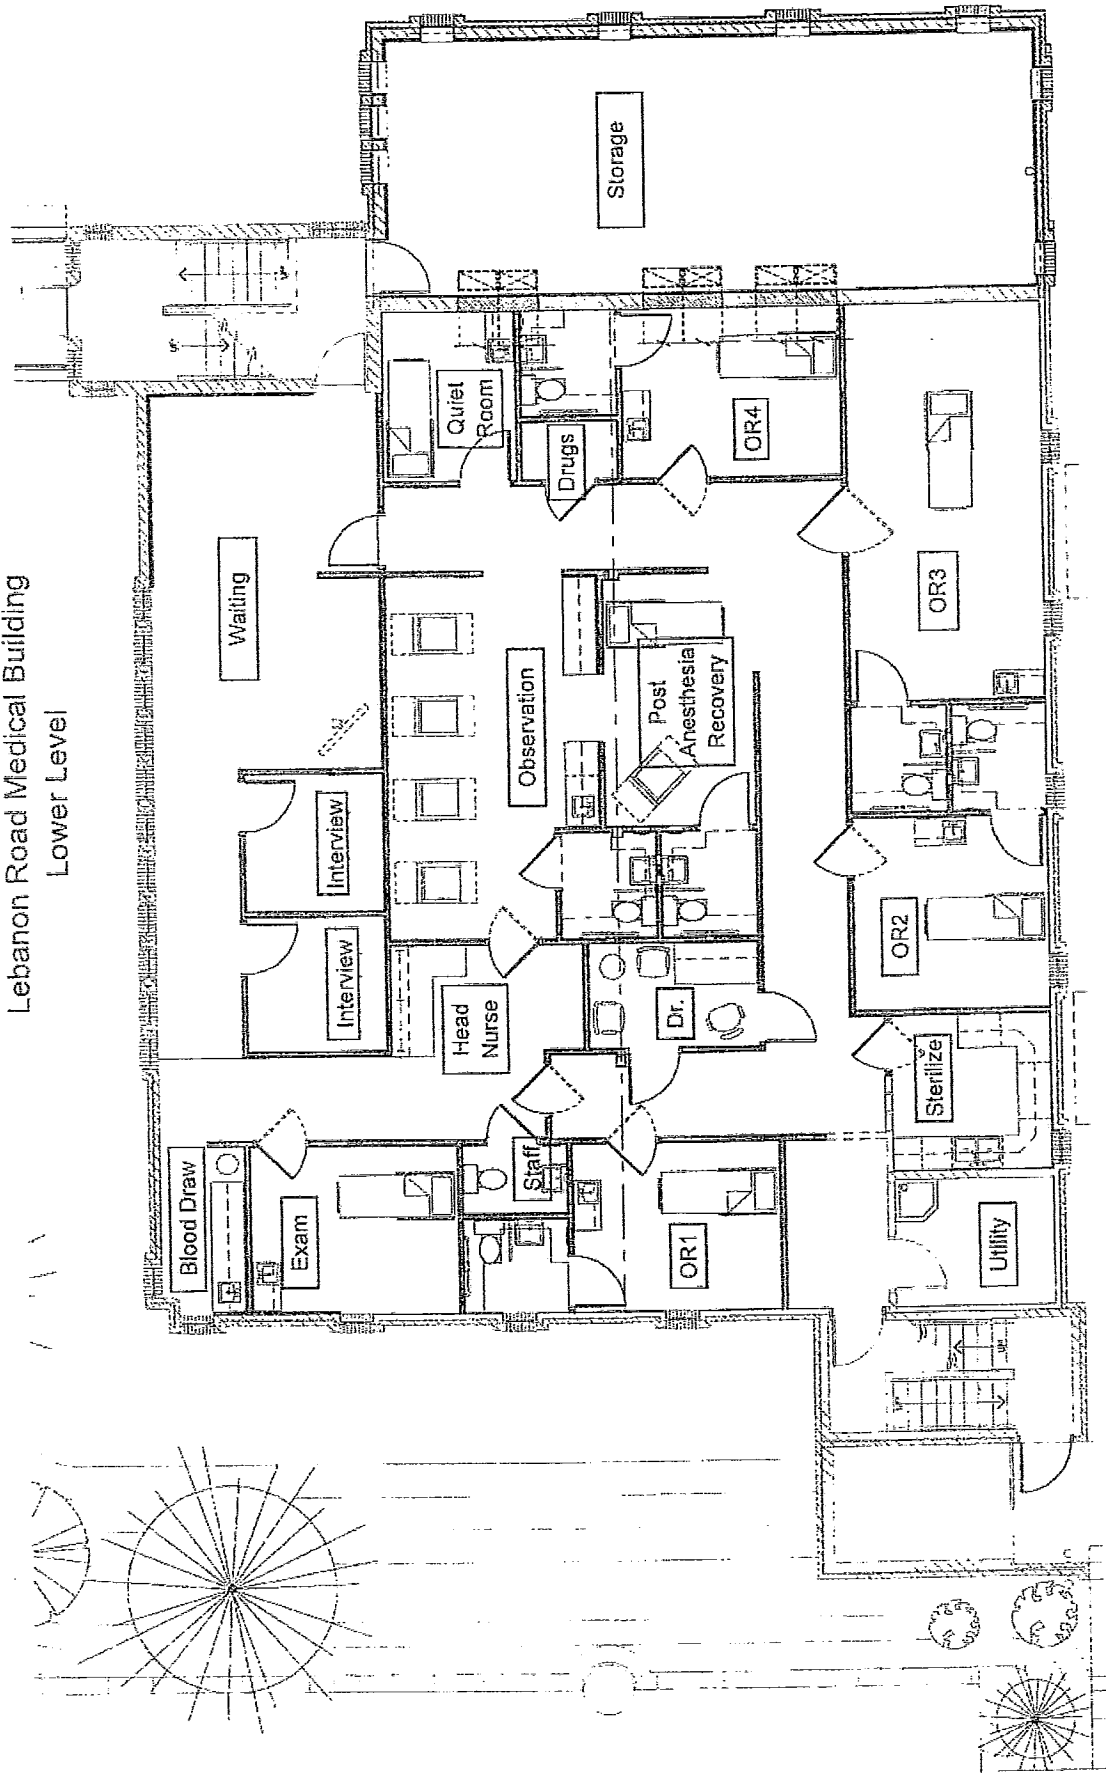 Lebanon Road Medical Building
Lower Level
Blood Draw
Exam
Staff
OR1
Utility
Interview
Interview
Head
Nurse
Dr.
Sterilize
OR2
Waiting
Observation
Post
Anesthesia
Recovery
OR3
Quiet
Room
Drugs
OR4
Storage